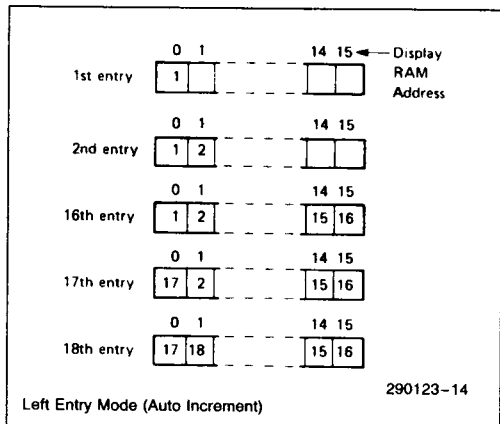 0 1 14 15 Display
1st entry 1 RAM
Address
0 1 14 15
2nd entry 1 2
0 1 14 15
16th entry 1 2 15 16
0 1 14 15
17th entry 17 2 15 16
0 1 14 15
18th entry 17 18 15 16
290123-14
Left Entry Mode (Auto Increment)